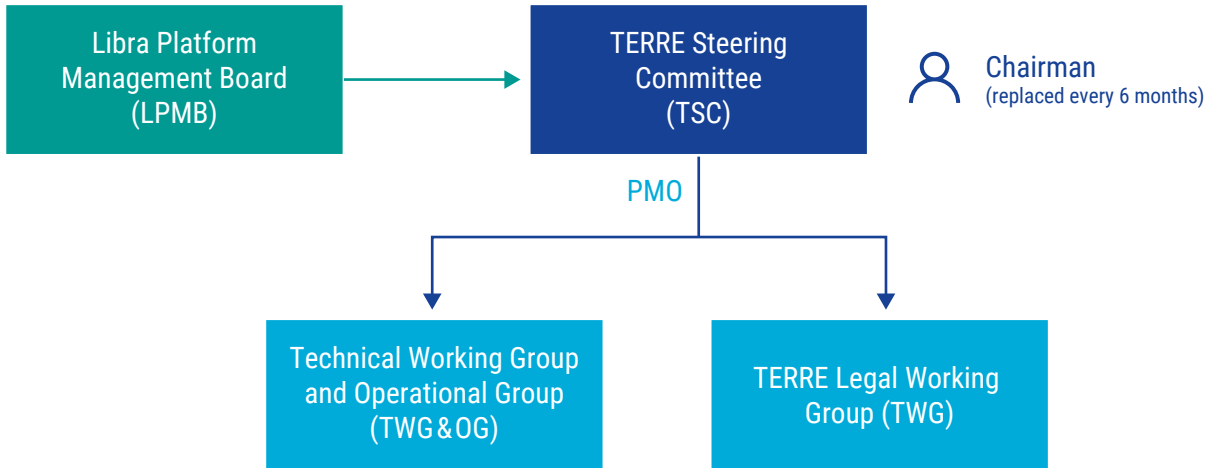 Libra Platform
Management Board
(LPMB)
TERRE Steering
Committee
(TSC)
Chairman
(replaced every 6 months)
PMO
Technical Working Group
and Operational Group
(TWG & OG)
TERRE Legal Working
Group (TWG)